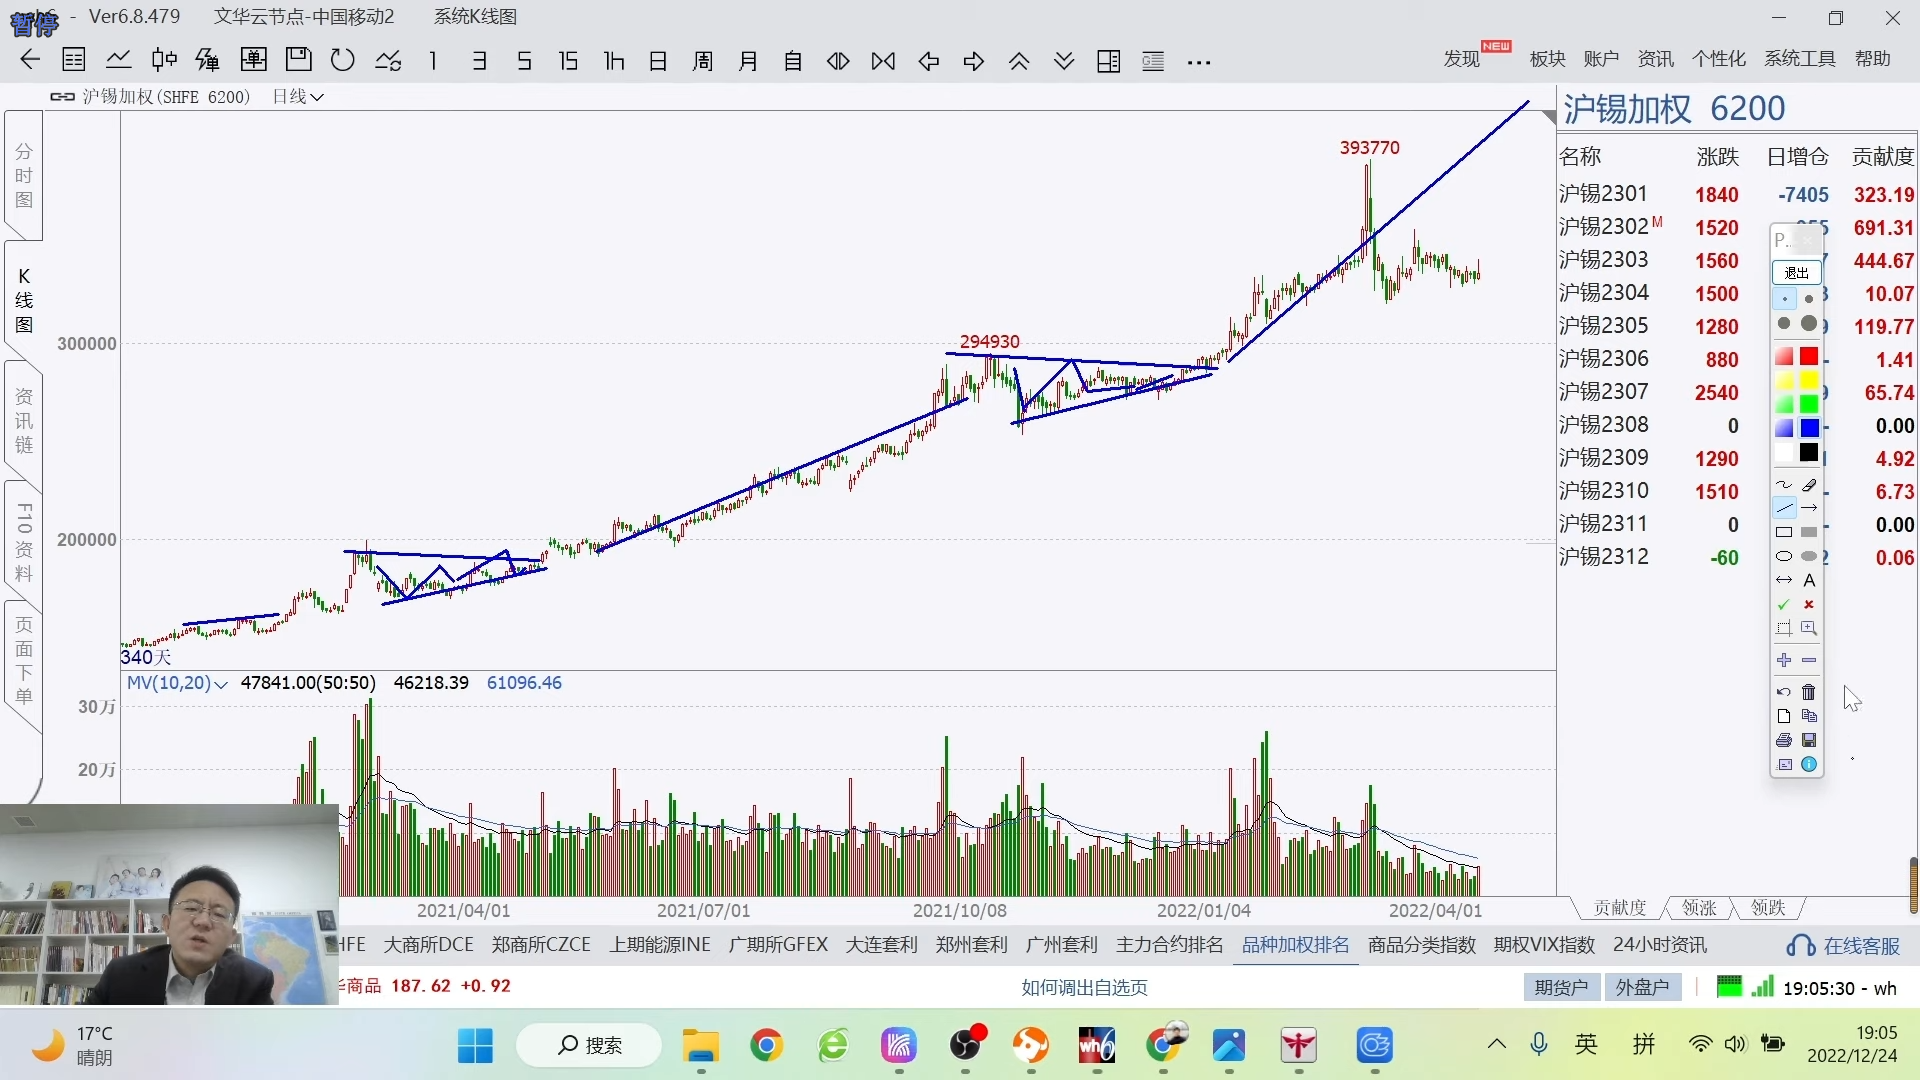 暂停
- Ver6.8.479 文华云节点-中国移动2 系统K线图
1 3 5 15 1h 日 周 月 自
发现 NEW 板块 账户 资讯 个性化 系统工具 帮助
沪锡加权(SHFE 6200) 日线
分时图
K线图
资讯链
F10资料
页面下单
393770
300000
294930
200000
340天
MV(10,20) 47841.00(50:50) 46218.39 61096.46
30万
20万
2021/04/01 2021/07/01 2021/10/08 2022/01/04 2022/04/01
沪锡加权 6200
名称 涨跌 日增仓 贡献度
沪锡2301 1840 -7405 323.19
沪锡2302 M 1520 691.31
沪锡2303 1560 444.67
沪锡2304 1500 10.07
沪锡2305 1280 119.77
沪锡2306 880 1.41
沪锡2307 2540 65.74
沪锡2308 0 0.00
沪锡2309 1290 4.92
沪锡2310 1510 6.73
沪锡2311 0 0.00
沪锡2312 -60 0.06
P...
退出
A
贡献度 领涨 领跌
HFE 大商所DCE 郑商所CZCE 上期能源INE 广期所GFEX 大连套利 郑州套利 广州套利 主力合约排名 品种加权排名 商品分类指数 期权VIX指数 24小时资讯 在线客服
商品 187.62 +0.92 如何调出自选页 期货户 外盘户 19:05:30 - wh
17°C
晴朗
搜索
wh6
英 拼
19:05
2022/12/24